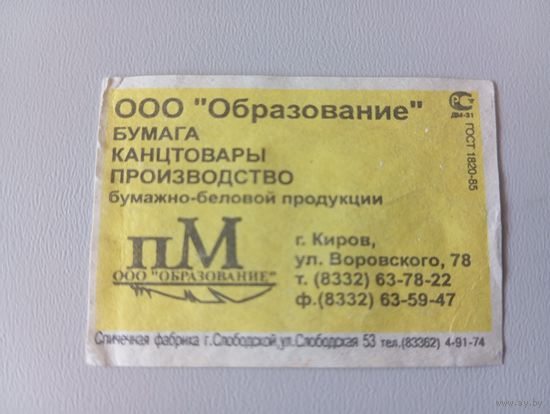 ООО "Образование"
БУМАГА
КАНЦТОВАРЫ
ПРОИЗВОДСТВО
бумажно-беловой продукции
пМ
ООО "ОБРАЗОВАНИЕ"
г. Киров,
ул. Воровского, 78
т. (8332) 63-78-22
ф.(8332) 63-59-47
ГОСТ 1820-85
Спичечная фабрика г.Слободской,ул.Слободская 53 тел.(83362) 4-91-74